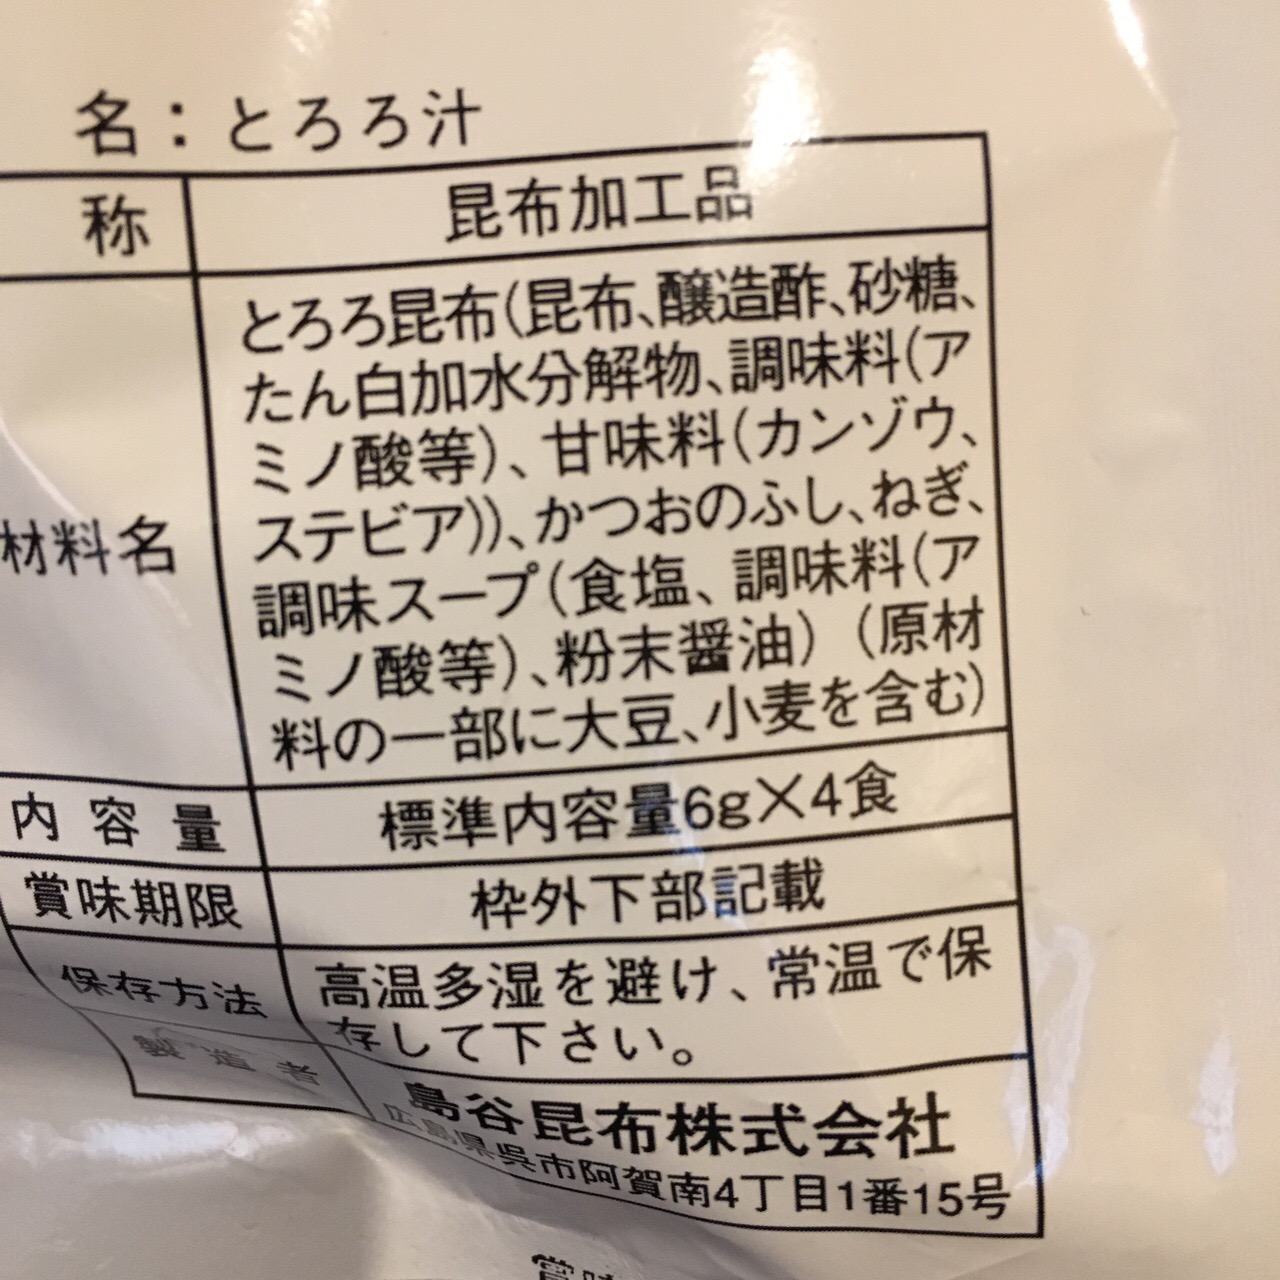 名：とろろ汁
称 昆布加工品
材料名 とろろ昆布(昆布、醸造酢、砂糖、
たん白加水分解物、調味料(ア
ミノ酸等)、甘味料(カンゾウ、
ステビア))、かつおのふし、ねぎ、
調味スープ(食塩、調味料(ア
ミノ酸等)、粉末醤油) (原材
料の一部に大豆、小麦を含む)
内容量 標準内容量6g×4食
賞味期限 枠外下部記載
保存方法 高温多湿を避け、常温で保
存して下さい。
製造者 島谷昆布株式会社
広島県呉市阿賀南4丁目1番15号
賞味